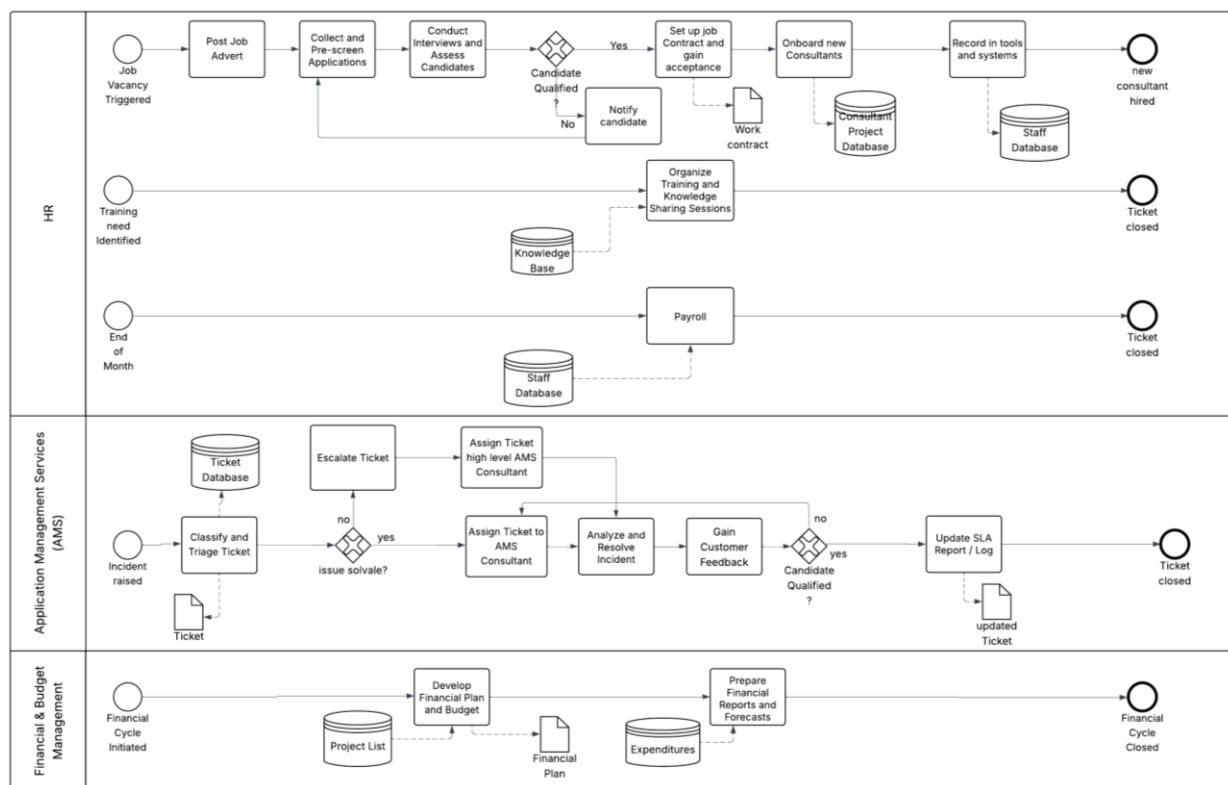 HR
Job
Vacancy
Triggered
Post Job
Advert
Collect and
Pre-screen
Applications
Conduct
Interviews and
Assess
Candidates
Candidate
Qualified
?
Yes
No
Notify
candidate
Set up job
Contract and
gain
acceptance
Work
contract
Onboard new
Consultants
Consultant
Project
Database
Record in tools
and systems
Staff
Database
new
consultant
hired
Training
need
Identified
Organize
Training and
Knowledge
Sharing Sessions
Knowledge
Base
Ticket
closed
End
of
Month
Payroll
Staff
Database
Ticket
closed
Application Management Services
(AMS)
Incident
raised
Ticket
Database
Classify and
Triage Ticket
Ticket
issue solvale?
no
yes
Escalate Ticket
Assign Ticket
high level AMS
Consultant
Assign Ticket to
AMS
Consultant
Analyze and
Resolve
Incident
Gain
Customer
Feedback
no
yes
Candidate
Qualified
?
Update SLA
Report / Log
updated
Ticket
Ticket
closed
Financial & Budget
Management
Financial
Cycle
Initiated
Develop
Financial Plan
and Budget
Project List
Financial
Plan
Prepare
Financial
Reports and
Forecasts
Expenditures
Financial
Cycle
Closed